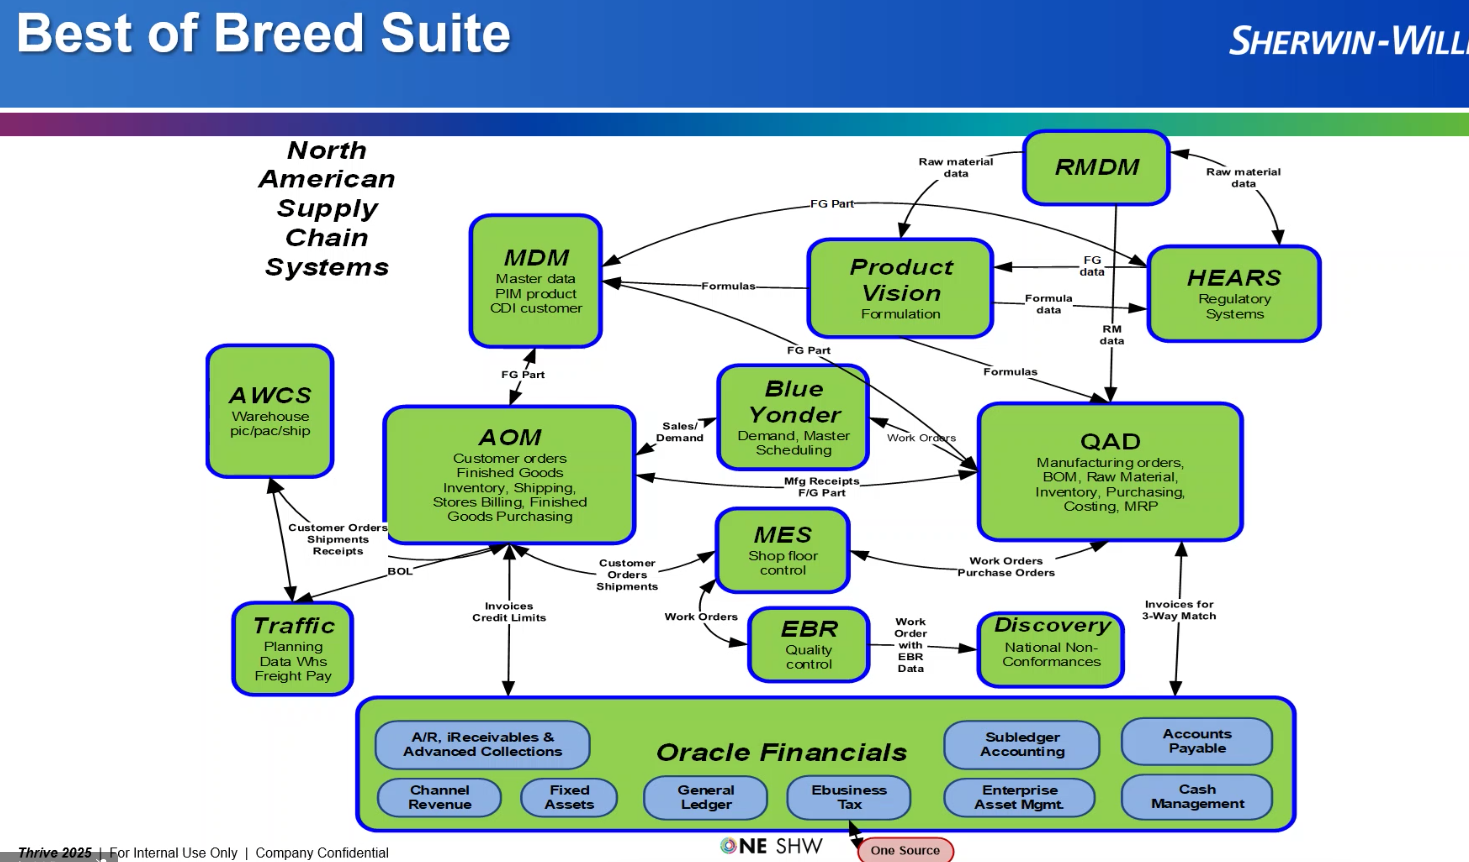 Best of Breed Suite
SHERWIN-WILL
North
American
Supply
Chain
Systems
RMDM
Raw material
data
Raw material
data
FG Part
MDM
Master data
PIM product
CDI customer
Product
Vision
Formulation
HEARS
Regulatory
Systems
FG
data
Formulas
Formula
data
RM
data
FG Part
FG Part
Formulas
AWCS
Warehouse
pic/pac/ship
AOM
Customer orders
Finished Goods
Inventory, Shipping,
Stores Billing, Finished
Goods Purchasing
Sales/
Demand
Blue
Yonder
Demand, Master
Scheduling
Work Orders
QAD
Manufacturing orders,
BOM, Raw Material,
Inventory, Purchasing,
Costing, MRP
Mfg Receipts
F/G Part
Customer Orders
Shipments
Receipts
BOL
Customer
Orders
Shipments
MES
Shop floor
control
Work Orders
Purchase Orders
Traffic
Planning
Data Whs
Freight Pay
Invoices
Credit Limits
Work Orders
EBR
Quality
control
Work
Order
with
EBR
Data
Discovery
National Non-
Conformances
Invoices for
3-Way Match
Oracle Financials
A/R, iReceivables &
Advanced Collections
Subledger
Accounting
Accounts
Payable
Channel
Revenue
Fixed
Assets
General
Ledger
Ebusiness
Tax
Enterprise
Asset Mgmt.
Cash
Management
ONE SHW
One Source
Thrive 2025 | For Internal Use Only | Company Confidential